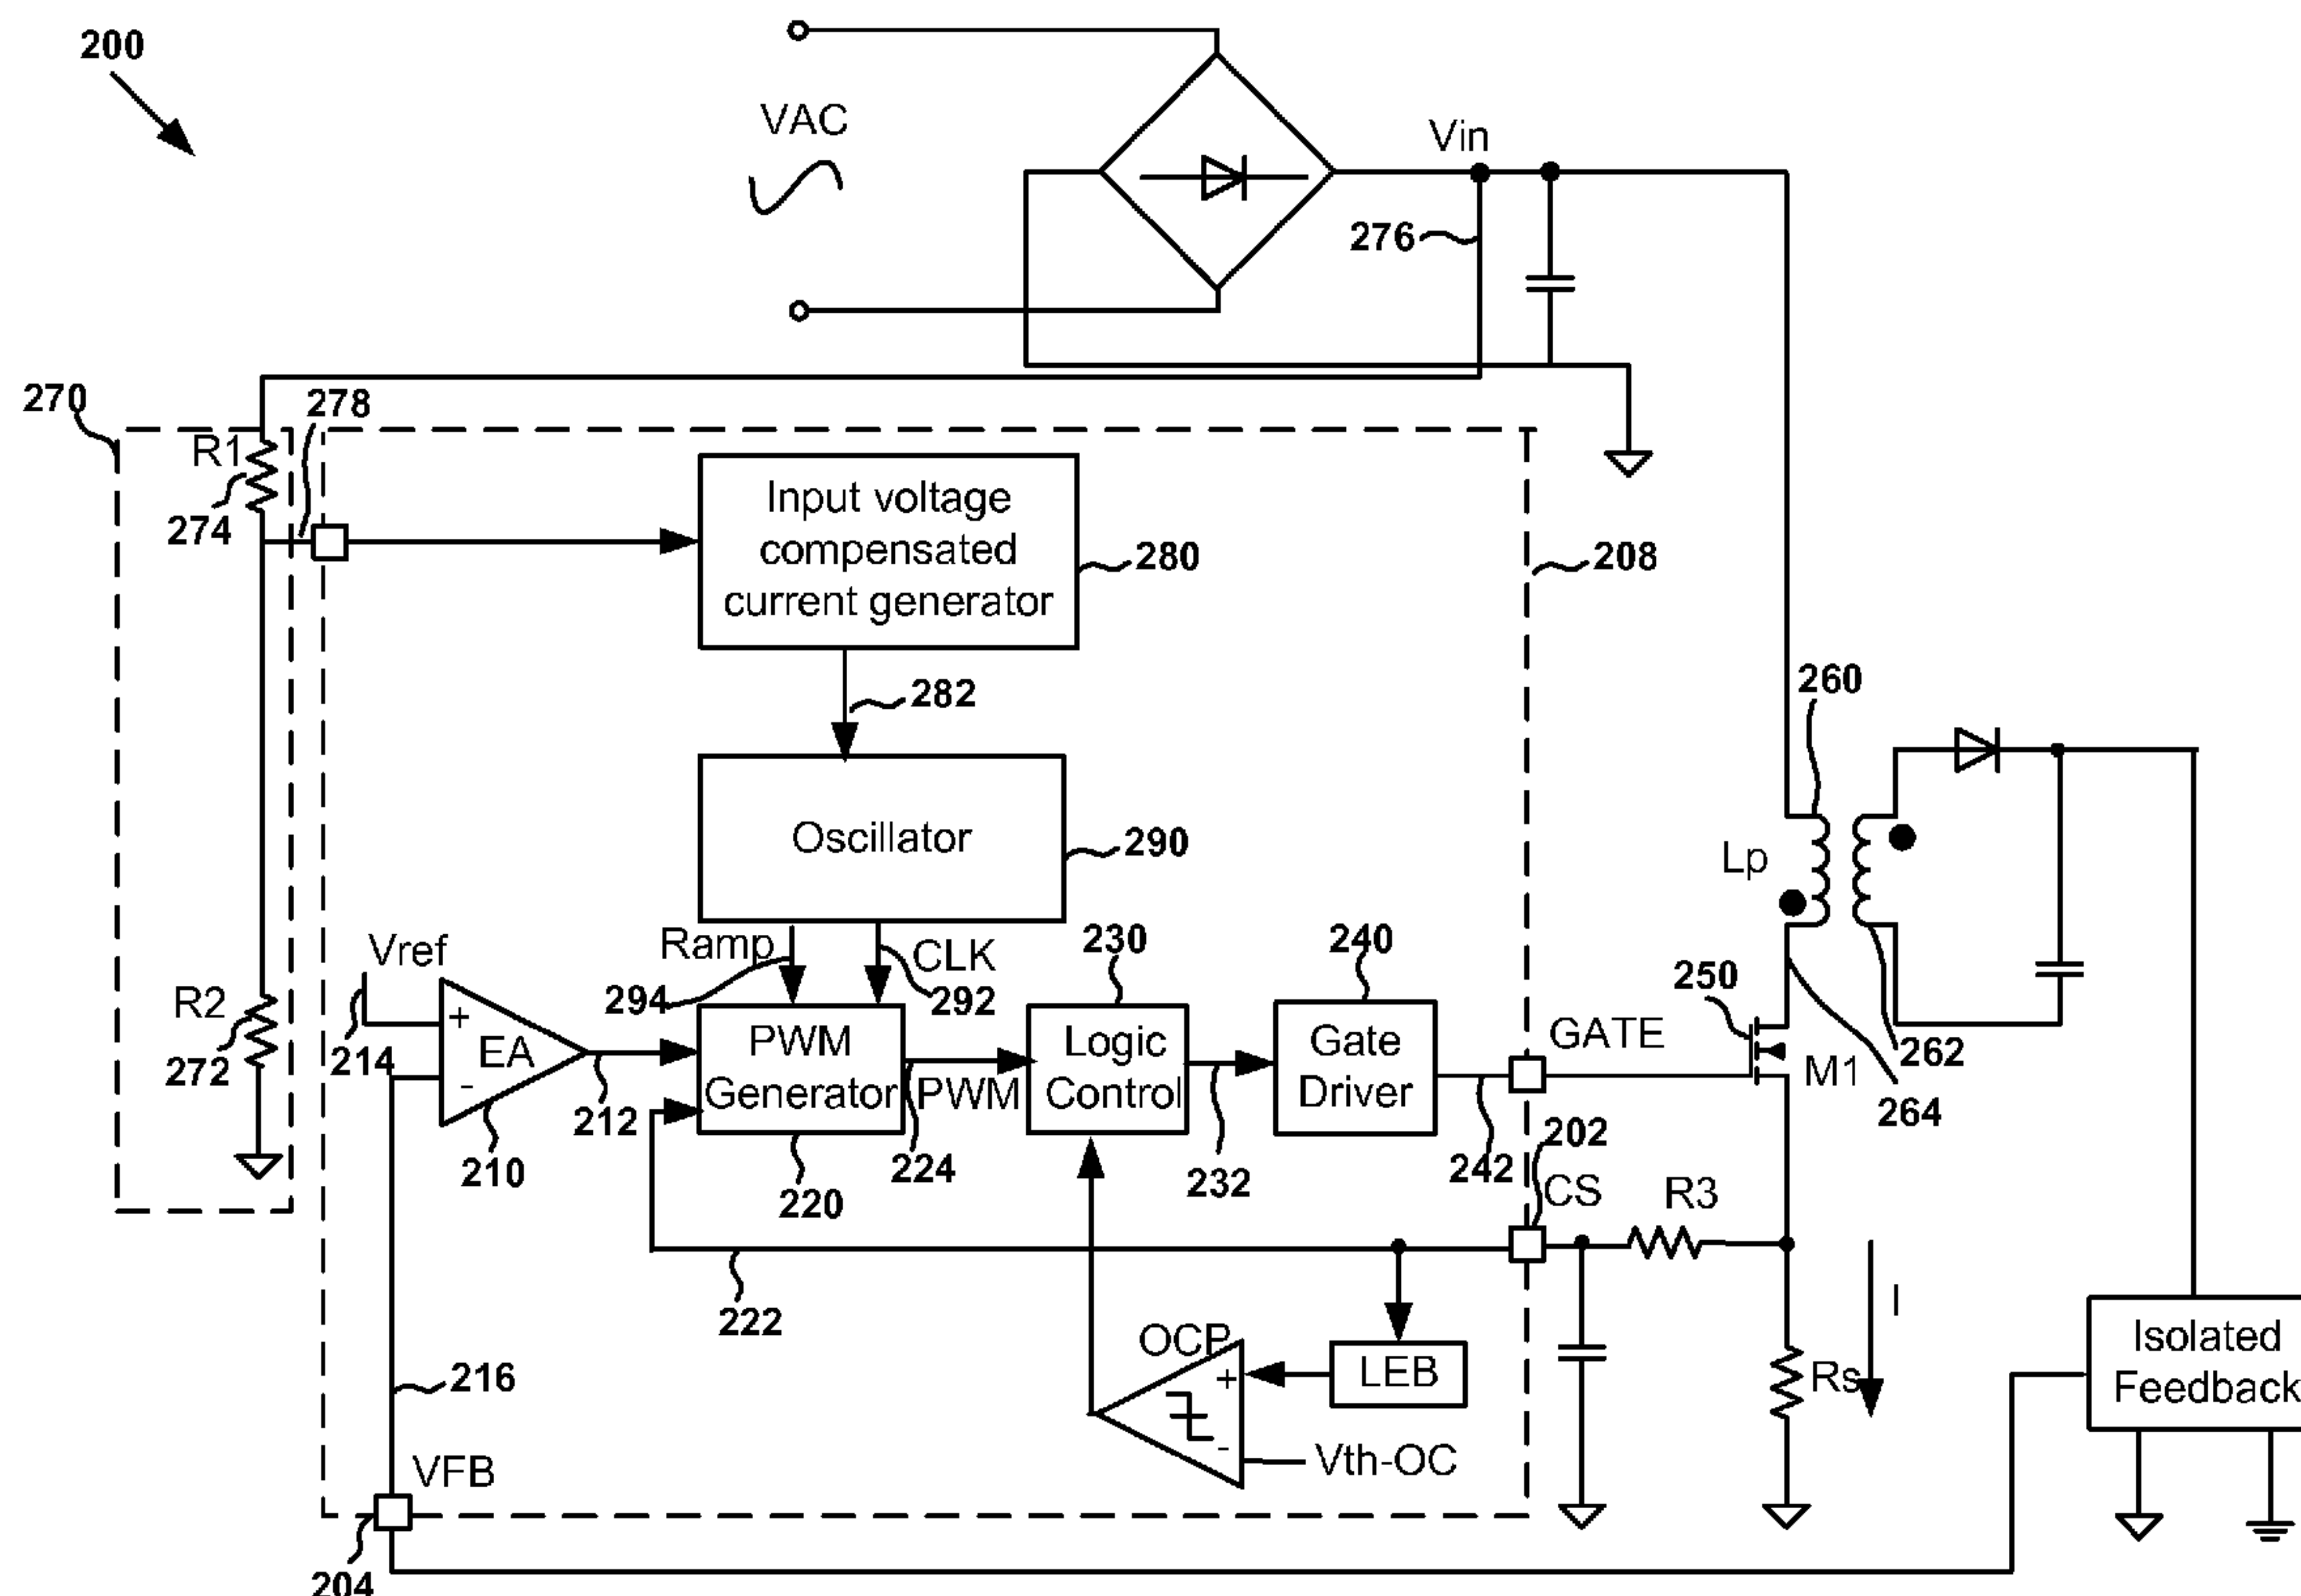 200
VAC
Vin
276
270
278
R1
274
Input voltage
compensated
current generator
280
208
282
260
Oscillator
290
Lp
Vref
Ramp
CLK
230
240
250
294
292
R2
272
214
+
EA
-
212
210
PWM
Generator
220
PWM
224
Logic
Control
232
Gate
Driver
242
GATE
M1
262
264
202
CS
R3
222
I
OCP
+
-
LEB
Rs
Isolated
Feedback
216
Vth-OC
VFB
204